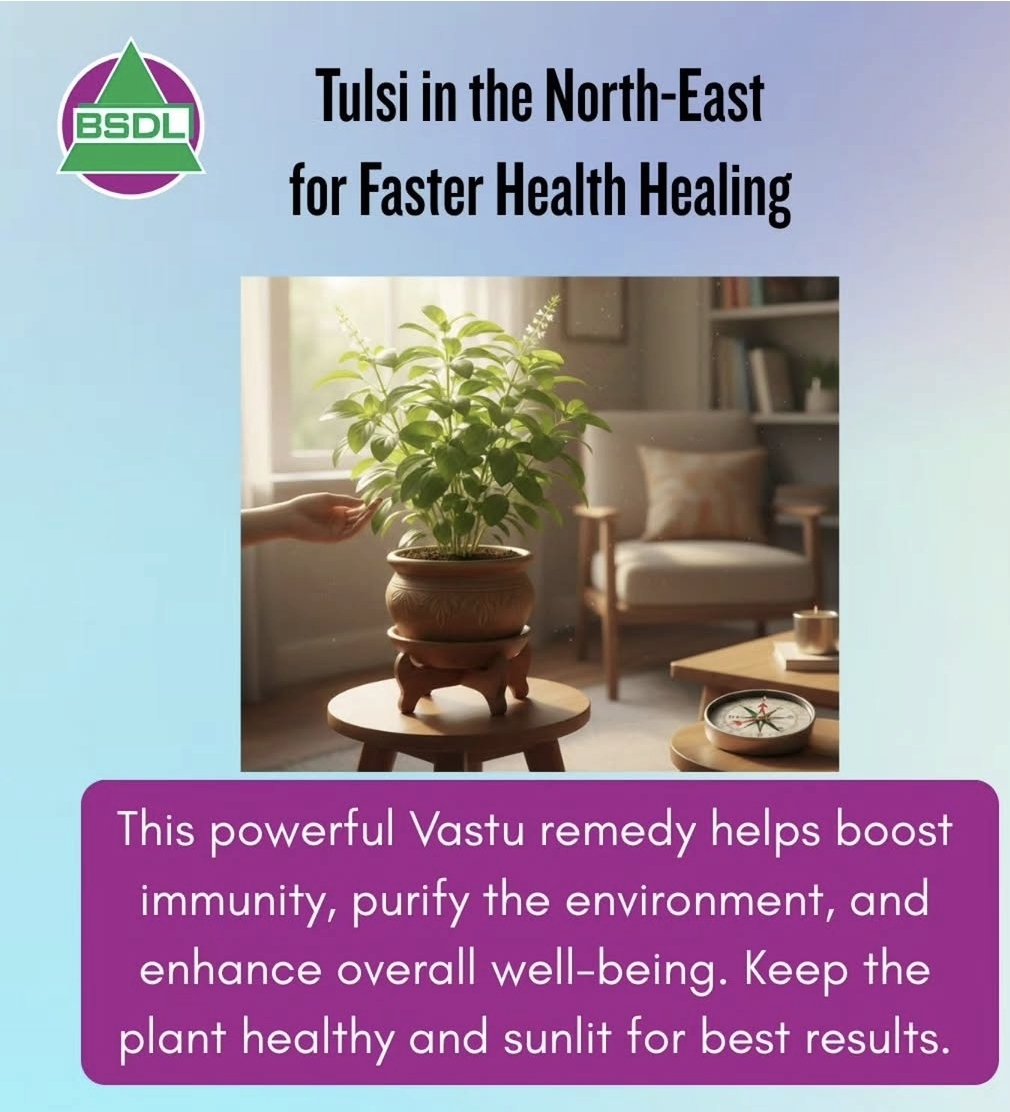 BSDL
Tulsi in the North-East
for Faster Health Healing
This powerful Vastu remedy helps boost
immunity, purify the environment, and
enhance overall well-being. Keep the
plant healthy and sunlit for best results.